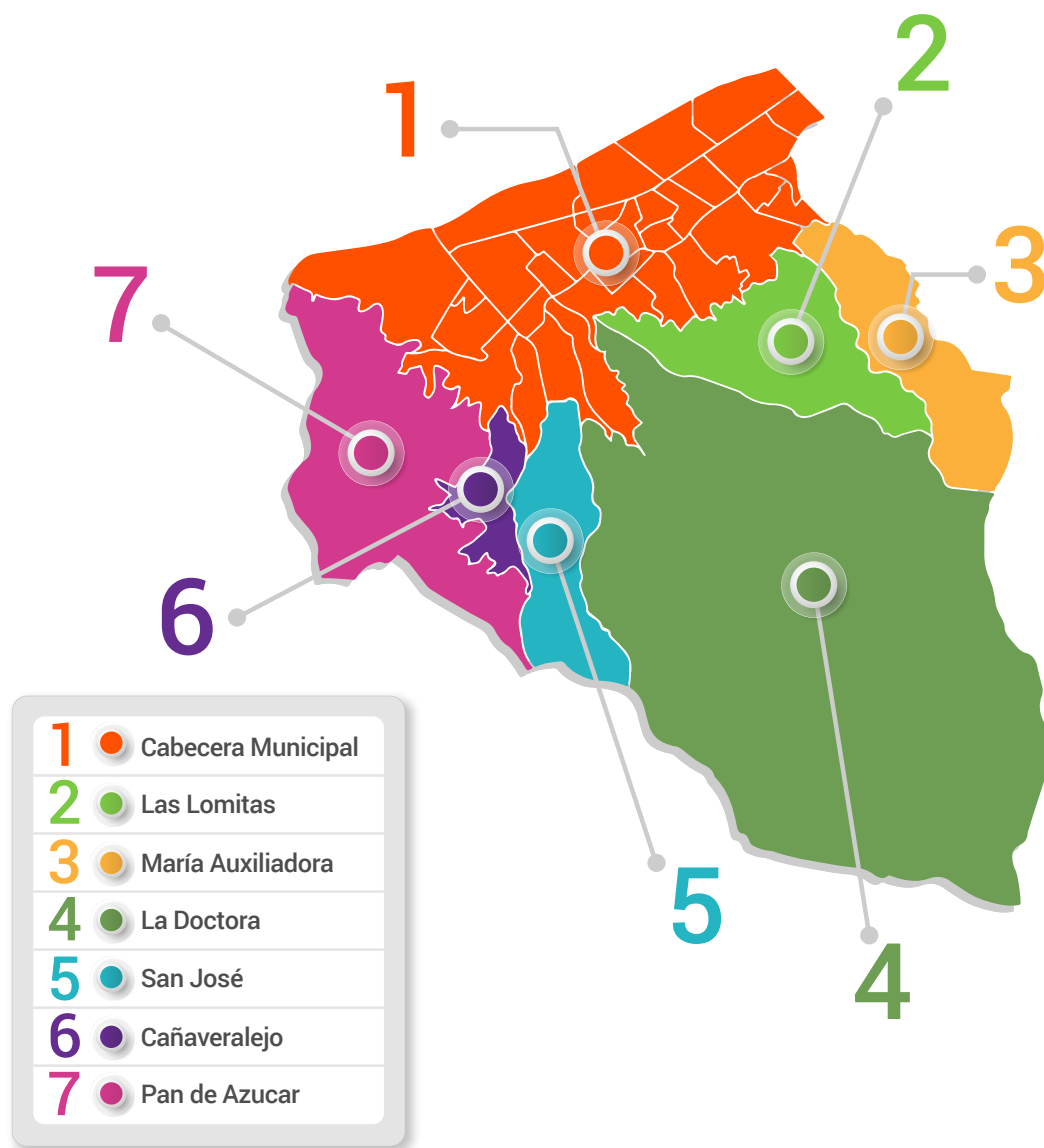 2
1
3
7
6
5
4
1 Cabecera Municipal
2 Las Lomitas
3 María Auxiliadora
4 La Doctora
5 San José
6 Cañaveralejo
7 Pan de Azucar